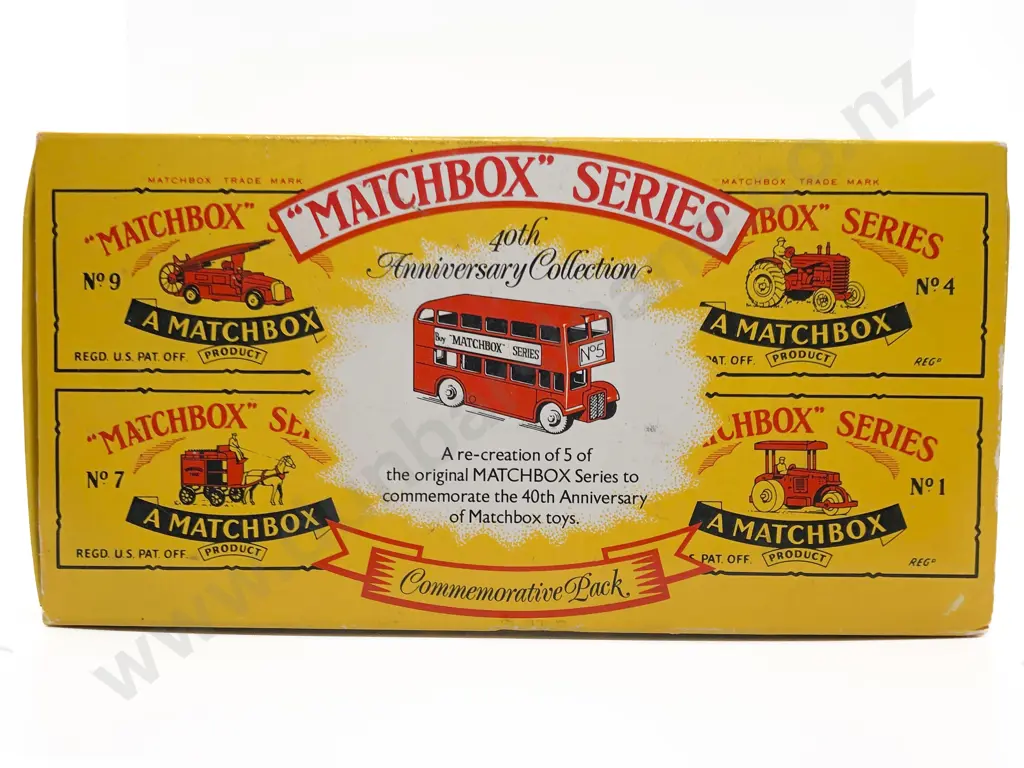 "MATCHBOX" SERIES
40th
Anniversary Collection
MATCHBOX TRADE MARK
"MATCHBOX" S
Nº 9
A MATCHBOX
PRODUCT
REGD. U.S. PAT. OFF.
MATCHBOX TRADE MARK
BOX" SERIES
Nº 4
A MATCHBOX
PRODUCT
PAT. OFF.
REGD
Buy "MATCHBOX" SERIES
Nº5
A re-creation of 5 of
the original MATCHBOX Series to
commemorate the 40th Anniversary
of Matchbox toys.
"MATCHBOX" SE
Nº 7
A MATCHBOX
PRODUCT
REGD. U.S. PAT. OFF.
CHBOX" SERIES
Nº 1
A MATCHBOX
PRODUCT
S. PAT. OFF.
REGD
Commemorative Pack